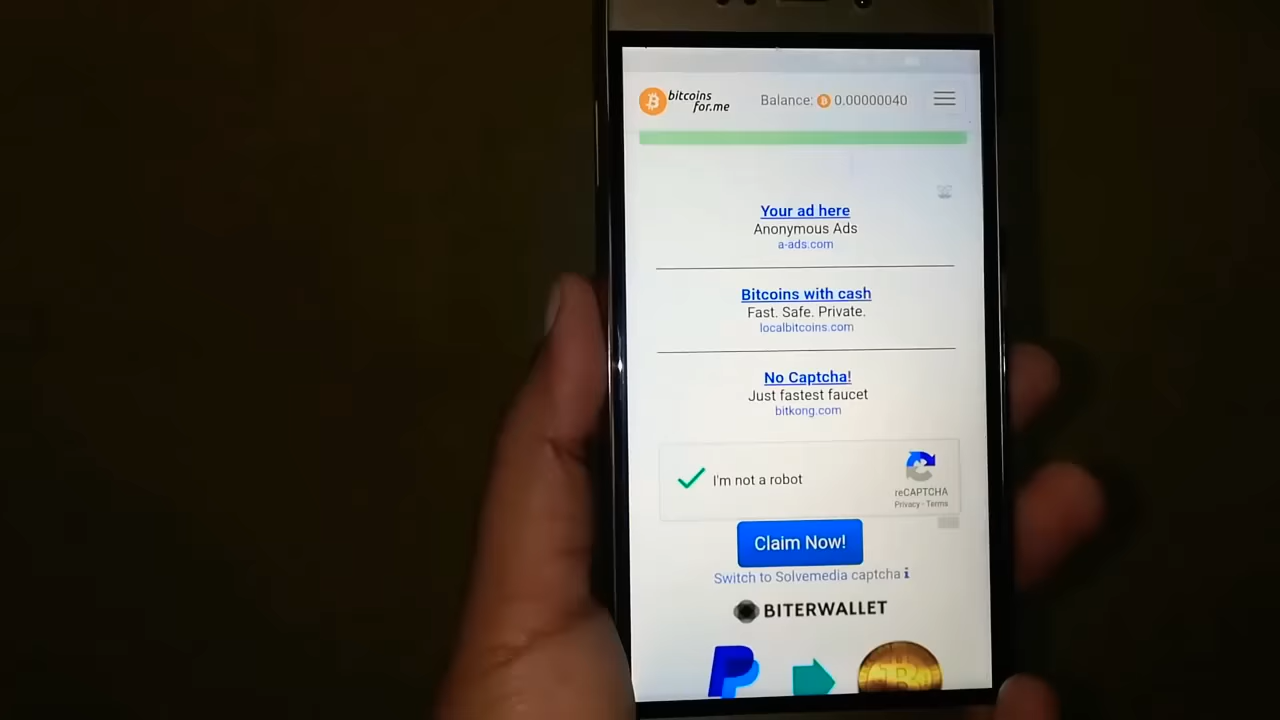 bitcoins
for.me
Balance: 0.00000040
Your ad here
Anonymous Ads
a-ads.com
Bitcoins with cash
Fast. Safe. Private.
localbitcoins.com
No Captcha!
Just fastest faucet
bitkong.com
I'm not a robot
reCAPTCHA
Privacy - Terms
Claim Now!
Switch to Solvemedia captcha
BITERWALLET